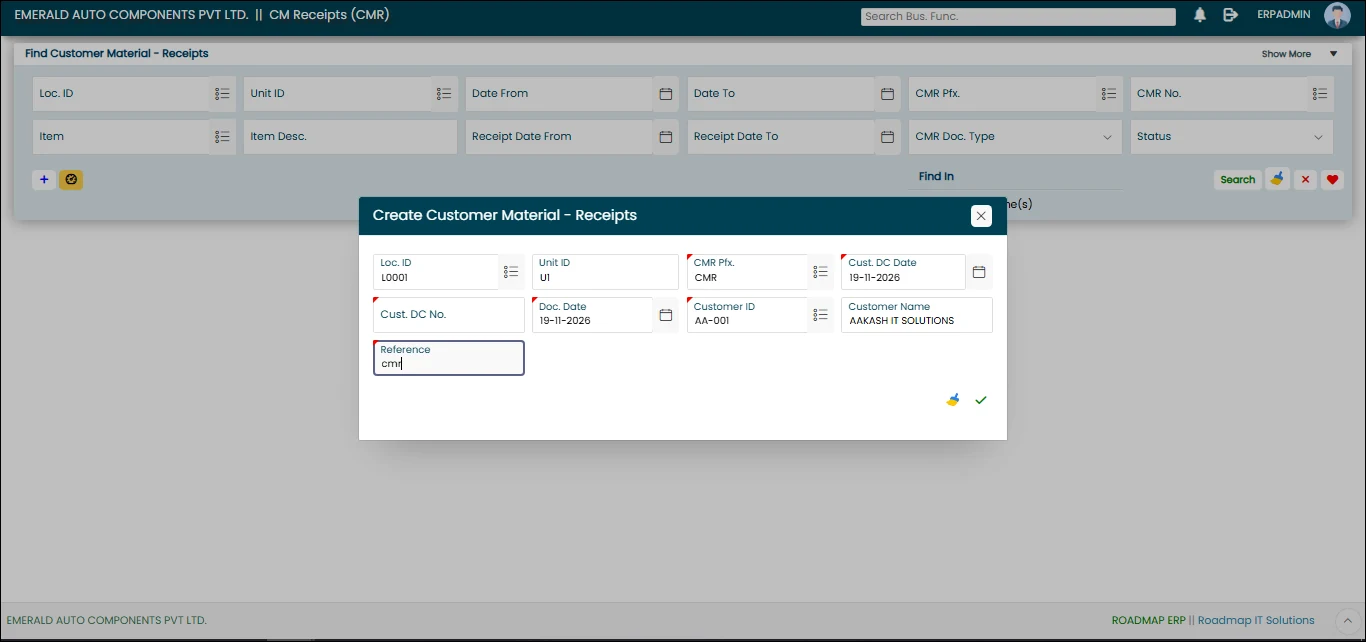 EMERALD AUTO COMPONENTS PVT LTD. || CM Receipts (CMR)
Search Bus. Func.
ERPADMIN
Find Customer Material - Receipts
Show More
Loc. ID
Unit ID
Date From
Date To
CMR Pfx.
CMR No.
Item
Item Desc.
Receipt Date From
Receipt Date To
CMR Doc. Type
Status
Find In
Search
Create Customer Material - Receipts
Loc. ID
L0001
Unit ID
U1
CMR Pfx.
CMR
Cust. DC Date
19-11-2026
Cust. DC No.
Doc. Date
19-11-2026
Customer ID
AA-001
Customer Name
AAKASH IT SOLUTIONS
Reference
cmr
EMERALD AUTO COMPONENTS PVT LTD.
ROADMAP ERP || Roadmap IT Solutions